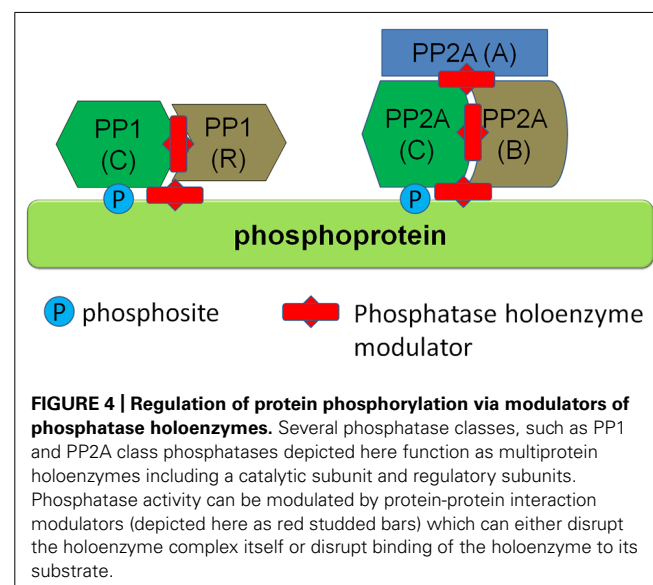 PP2A (A)
PP1 (C)
PP1 (R)
PP2A (C)
PP2A (B)
P
P
phosphoprotein
P phosphosite
Phosphatase holoenzyme
modulator
FIGURE 4 | Regulation of protein phosphorylation via modulators of
phosphatase holoenzymes. Several phosphatase classes, such as PP1
and PP2A class phosphatases depicted here function as multiprotein
holoenzymes including a catalytic subunit and regulatory subunits.
Phosphatase activity can be modulated by protein-protein interaction
modulators (depicted here as red studded bars) which can either disrupt
the holoenzyme complex itself or disrupt binding of the holoenzyme to its
substrate.